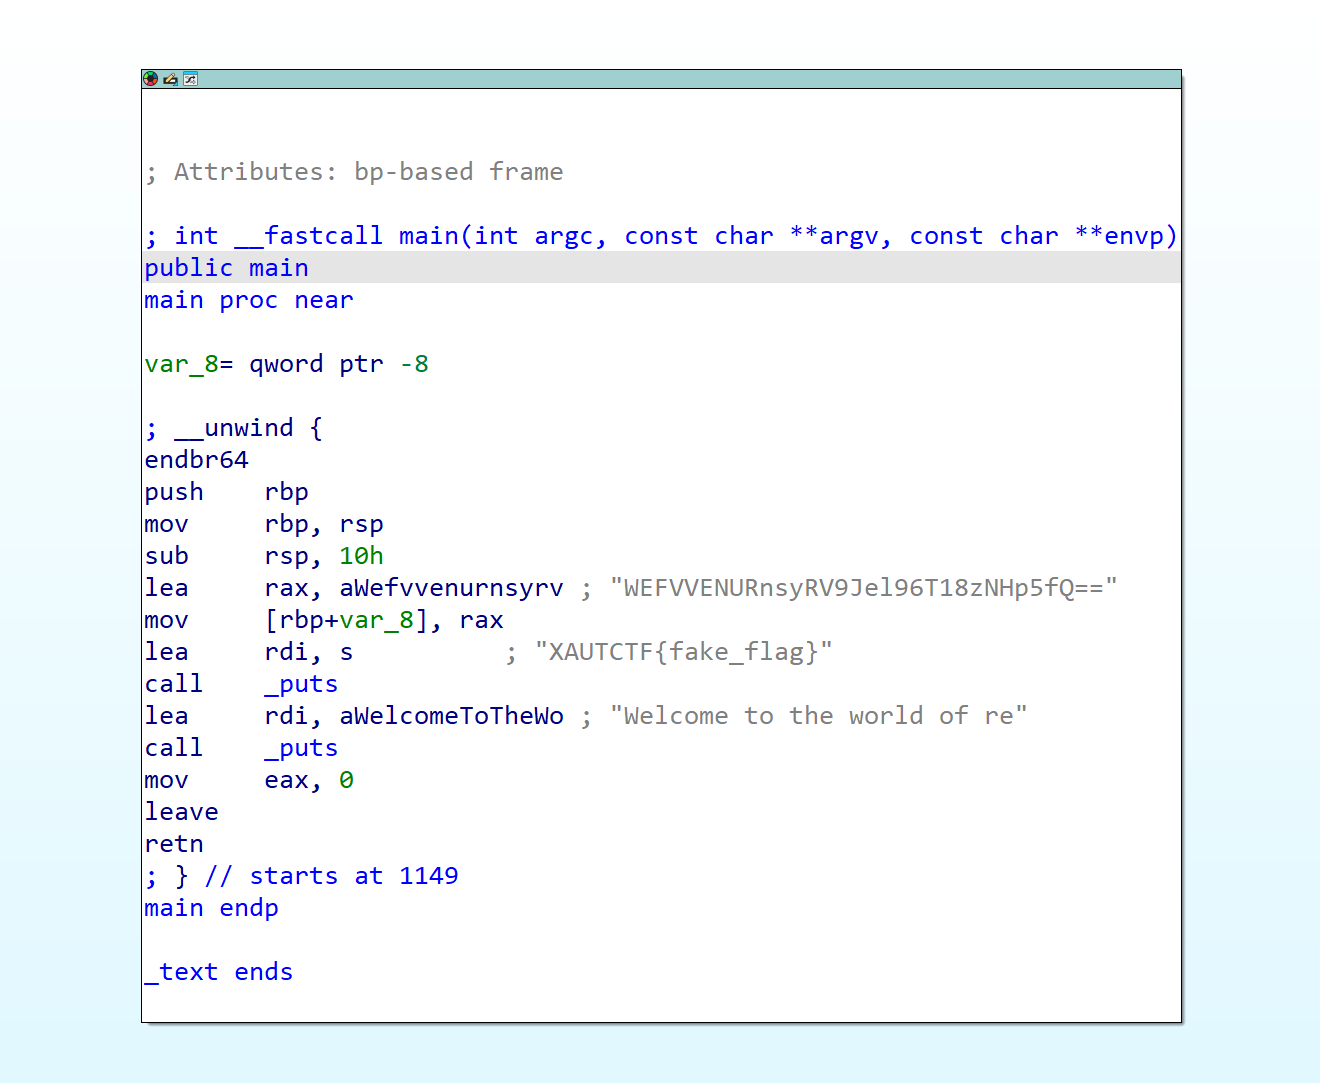 ; Attributes: bp-based frame
; int __fastcall main(int argc, const char **argv, const char **envp)
public main
main proc near
var_8= qword ptr -8
; __unwind {
endbr64
push    rbp
mov     rbp, rsp
sub     rsp, 10h
lea     rax, aWefvvenurnsyrv ; "WEFVVENURnsyRV9Jel96T18zNHp5fQ=="
mov     [rbp+var_8], rax
lea     rdi, s          ; "XAUTCTF{fake_flag}"
call    _puts
lea     rdi, aWelcomeToTheWo ; "Welcome to the world of re"
call    _puts
mov     eax, 0
leave
retn
; } // starts at 1149
main endp
_text ends